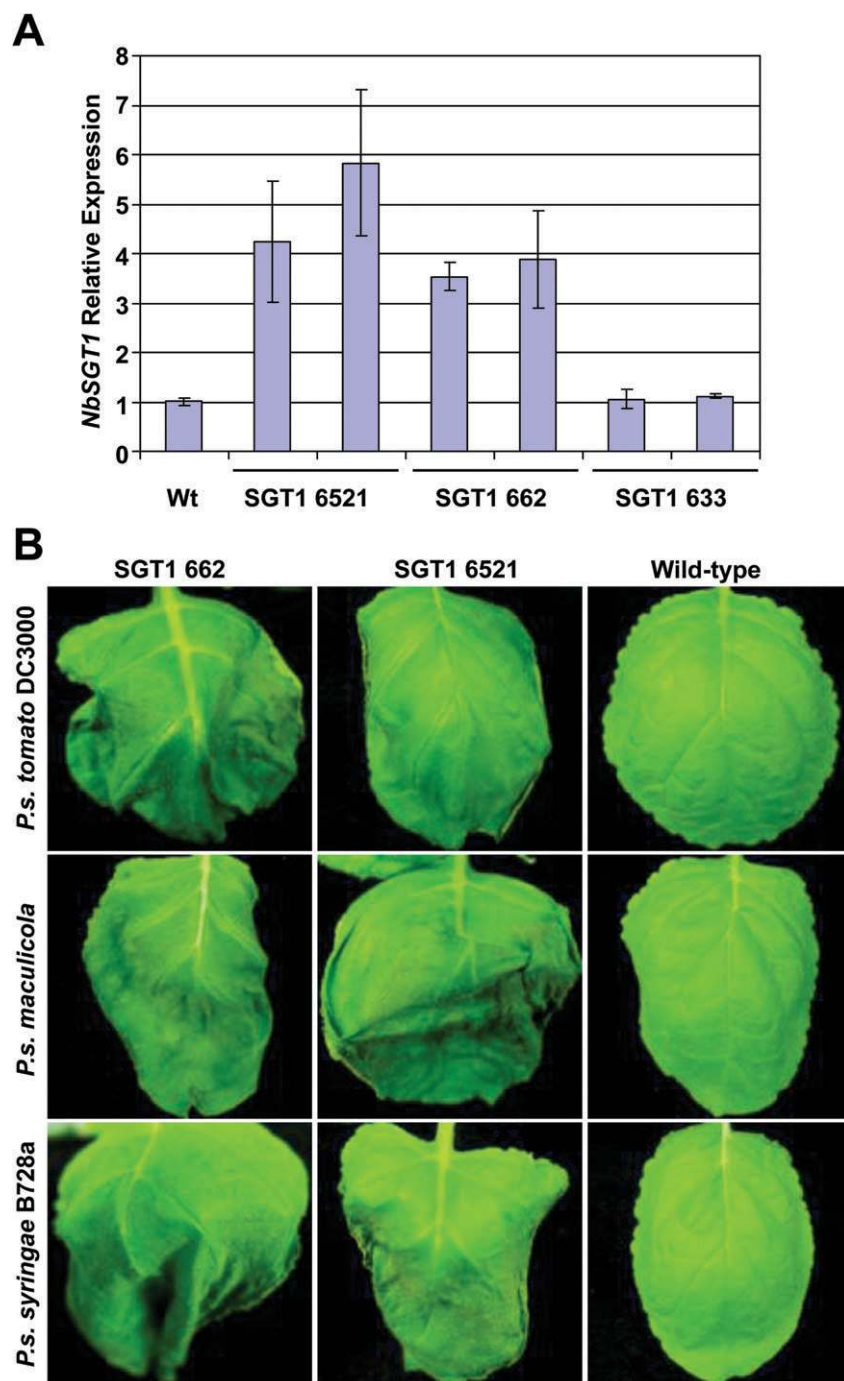 A
NbSGT1 Relative Expression
8
7
6
5
4
3
2
1
0
Wt
SGT1 6521
SGT1 662
SGT1 633
B
SGT1 662
SGT1 6521
Wild-type
P.s. tomato DC3000
P.s. maculicola
P.s. syringae B728a